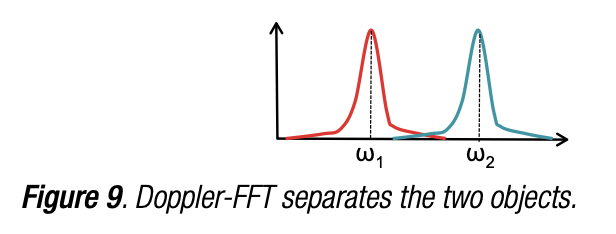 ω₁ ω₂
Figure 9. Doppler-FFT separates the two objects.